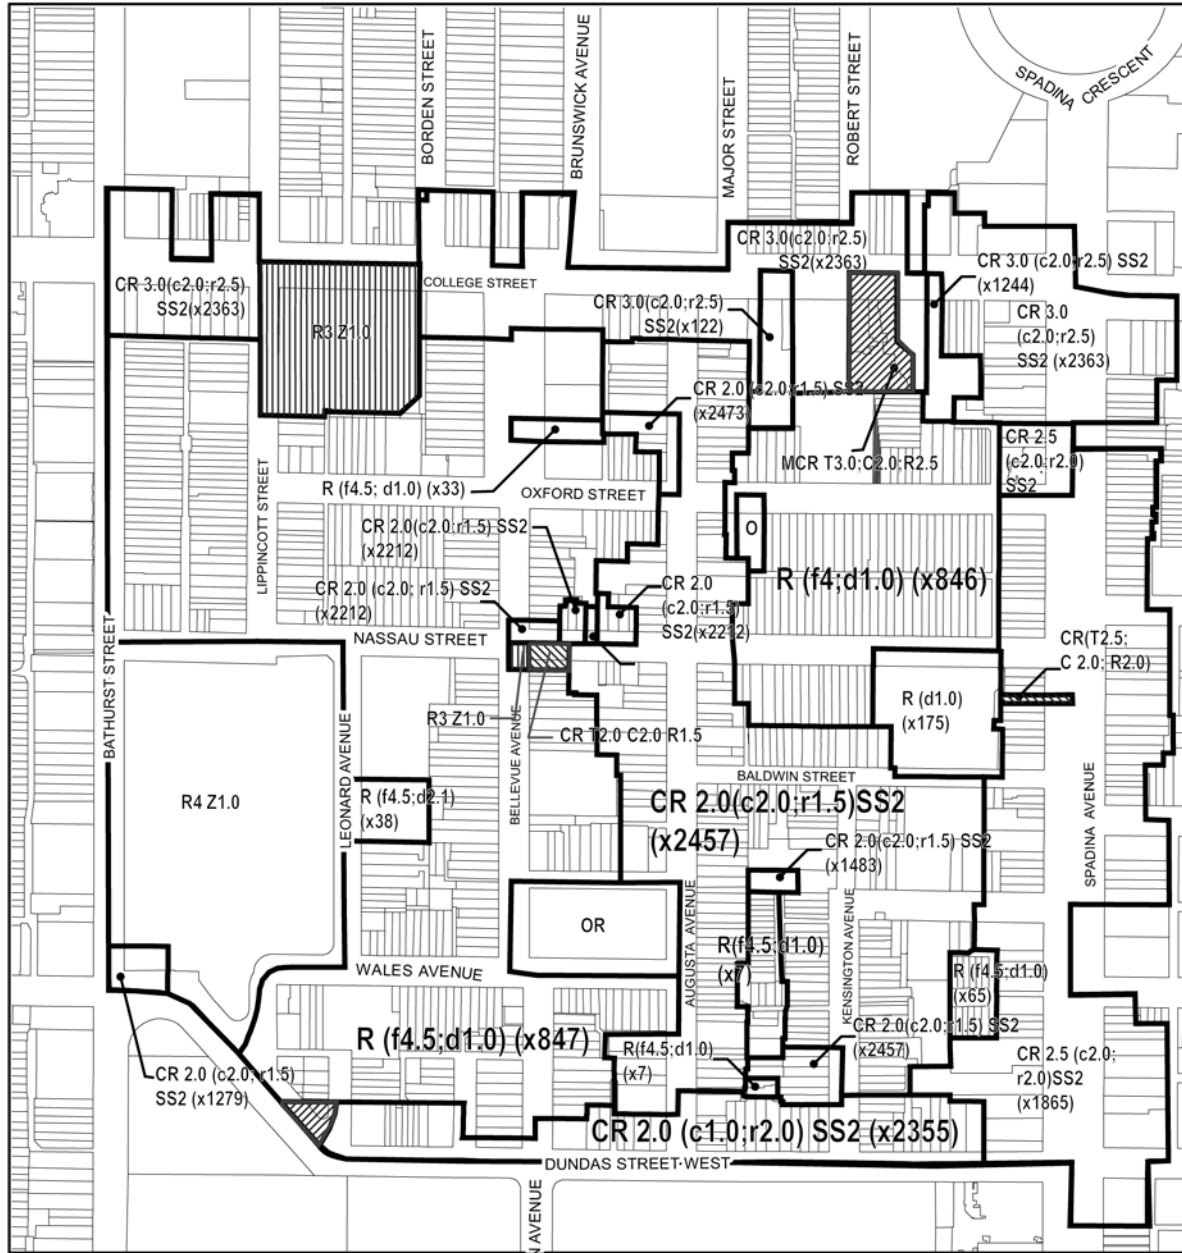 BORDEN STREET
BRUNSWICK AVENUE
MAJOR STREET
ROBERT STREET
SPADINA CRESCENT
CR 3.0(c2.0;r2.5)
SS2(x2363)
R3 Z1.0
COLLEGE STREET
CR 3.0(c2.0;r2.5)
SS2(x2363)
CR 3.0 (c2.0;r2.5) SS2
(x1244)
CR 3.0(c2.0;r2.5)
SS2(x122)
CR 3.0
(c2.0;r2.5)
SS2 (x2363)
CR 2.0 (c2.0;r1.5) SS2
(x2473)
MCR T3.0;C2.0;R2.5
CR 2.5
(c2.0;r2.0)
SS2
LIPPINCOTT STREET
R (f4.5; d1.0) (x33)
OXFORD STREET
CR 2.0(c2.0;r1.5) SS2
(x2212)
O
R (f4;d1.0) (x846)
CR 2.0 (c2.0; r1.5) SS2
(x2212)
CR 2.0
(c2.0;r1.5)
SS2(x2212)
NASSAU STREET
CR(T2.5;
C 2.0; R2.0)
BATHURST STREET
R (d1.0)
(x175)
R3 Z1.0
CR T2.0 C2.0 R1.5
BELLEVUE AVENUE
LEONARD AVENUE
R4 Z1.0
R (f4.5;d2.1)
(x38)
BALDWIN STREET
CR 2.0(c2.0;r1.5)SS2
(x2457)
SPADINA AVENUE
CR 2.0(c2.0;r1.5) SS2
(x1483)
OR
AUGUSTA AVENUE
R(f4.5;d1.0)
(x7)
KENSINGTON AVENUE
WALES AVENUE
R (f4.5;d1.0)
(x65)
R (f4.5;d1.0) (x847)
R(f4.5;d1.0)
(x7)
CR 2.0(c2.0;r1.5) SS2
(x2457)
CR 2.5 (c2.0;
r2.0)SS2
(x1865)
CR 2.0 (c2.0; r1.5)
SS2 (x1279)
CR 2.0 (c1.0;r2.0) SS2 (x2355)
DUNDAS STREET WEST
N AVENUE